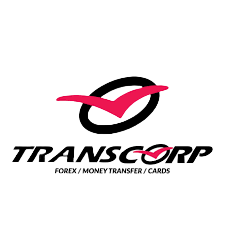 TRANSCORP
FOREX / MONEY TRANSFER / CARDS